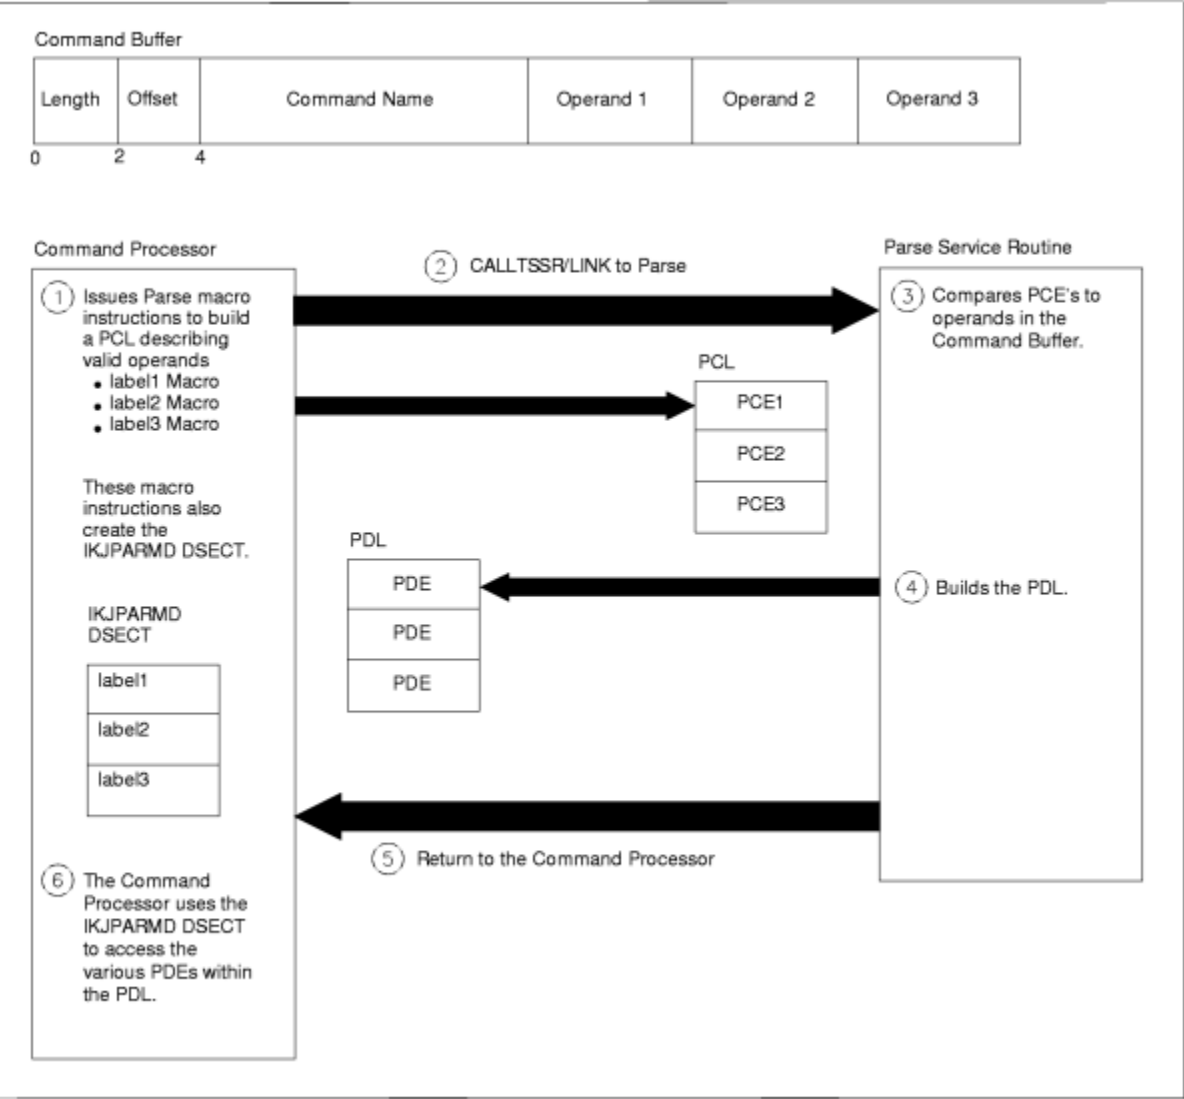 Command Buffer
Length Offset Command Name Operand 1 Operand 2 Operand 3
0 2 4
Command Processor
1 Issues Parse macro
instructions to build
a PCL describing
valid operands
• label1 Macro
• label2 Macro
• label3 Macro
These macro
instructions also
create the
IKJPARMD DSECT.
IKJPARMD
DSECT
label1
label2
label3
6 The Command
Processor uses the
IKJPARMD DSECT
to access the
various PDEs within
the PDL.
2 CALLTSSR/LINK to Parse
PCL
PCE1
PCE2
PCE3
PDL
PDE
PDE
PDE
5 Return to the Command Processor
Parse Service Routine
3 Compares PCE's to
operands in the
Command Buffer.
4 Builds the PDL.